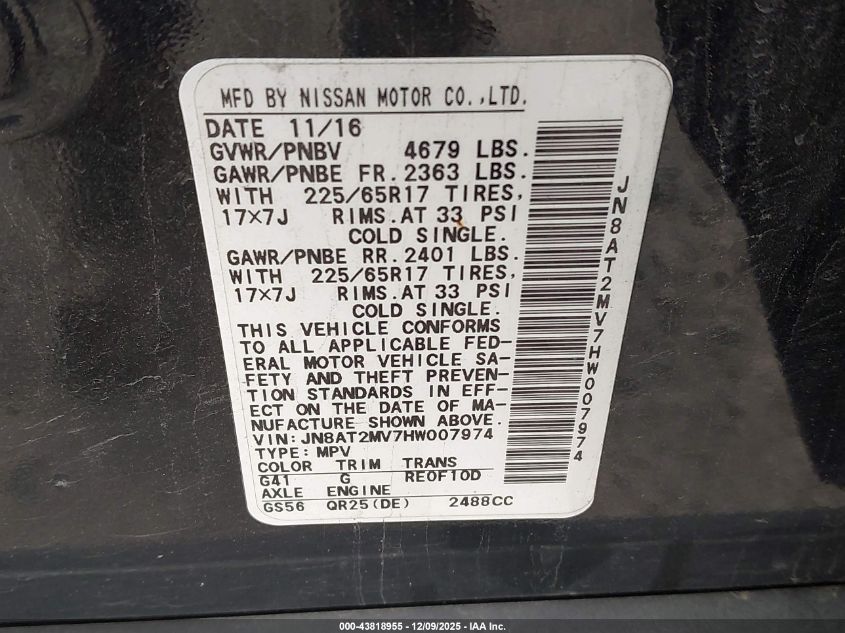 MFD BY NISSAN MOTOR CO.,LTD.
DATE 11/16
GVWR/PNBV 4679 LBS.
GAWR/PNBE FR. 2363 LBS.
WITH 225/65R17 TIRES,
17×7J RIMS. AT 33 PSI
COLD SINGLE.
GAWR/PNBE RR. 2401 LBS.
WITH 225/65R17 TIRES,
17×7J RIMS. AT 33 PSI
COLD SINGLE.
THIS VEHICLE CONFORMS
TO ALL APPLICABLE FED-
ERAL MOTOR VEHICLE SA-
FETY AND THEFT PREVEN-
TION STANDARDS IN EFF-
ECT ON THE DATE OF MA-
NUFACTURE SHOWN ABOVE.
VIN: JN8AT2MV7HW007974
TYPE: MPV
COLOR TRIM TRANS
G41 G RE0F10D
AXLE ENGINE
GS56 QR25(DE) 2488CC
JN8AT2MV7HW007974
000-43818955 | 12/09/2025 - IAA Inc.